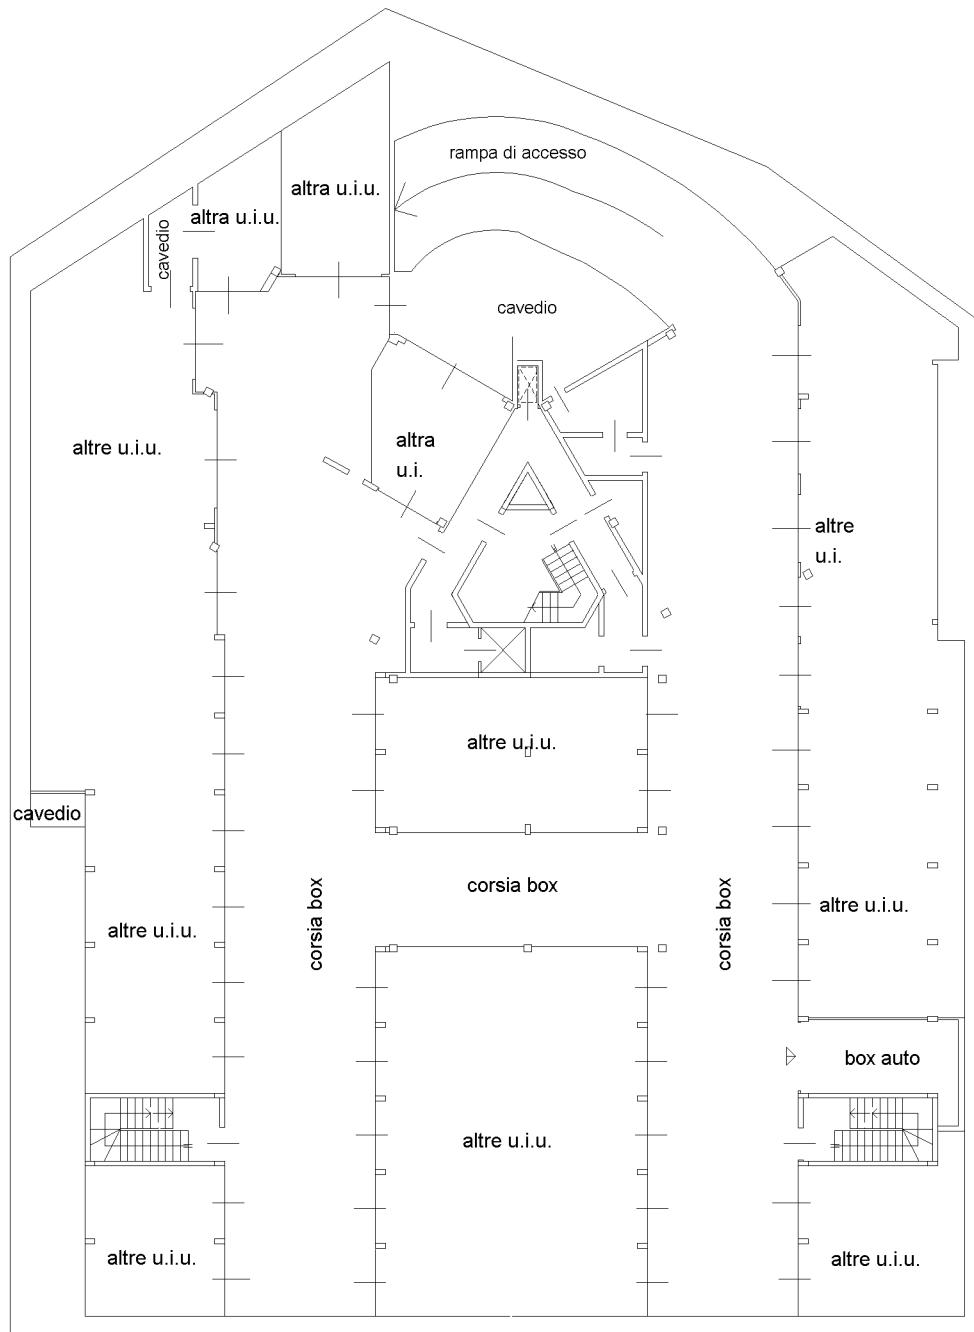 rampa di accesso
altra u.i.u.
altra u.i.u.
cavedio
cavedio
altre u.i.u.
altra
u.i.
altre
u.i.
altre u.i.u.
cavedio
corsia box
corsia box
corsia box
altre u.i.u.
altre u.i.u.
box auto
altre u.i.u.
altre u.i.u.
altre u.i.u.